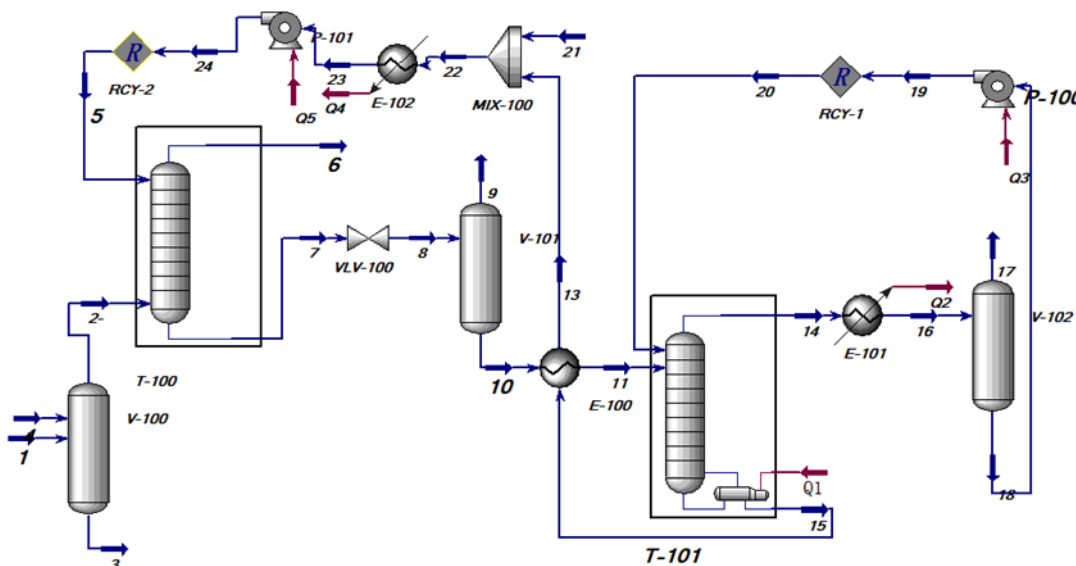 P-101
R
24
RCY-2
5
Q5
23
Q4
E-102
22
MIX-100
21
R
20
RCY-1
19
P-100
Q3
6
7
VLV-100
8
9
V-101
13
10
11
E-100
14
Q2
E-101
16
17
V-102
18
2-
T-100
V-100
4
1
3
Q1
15
T-101